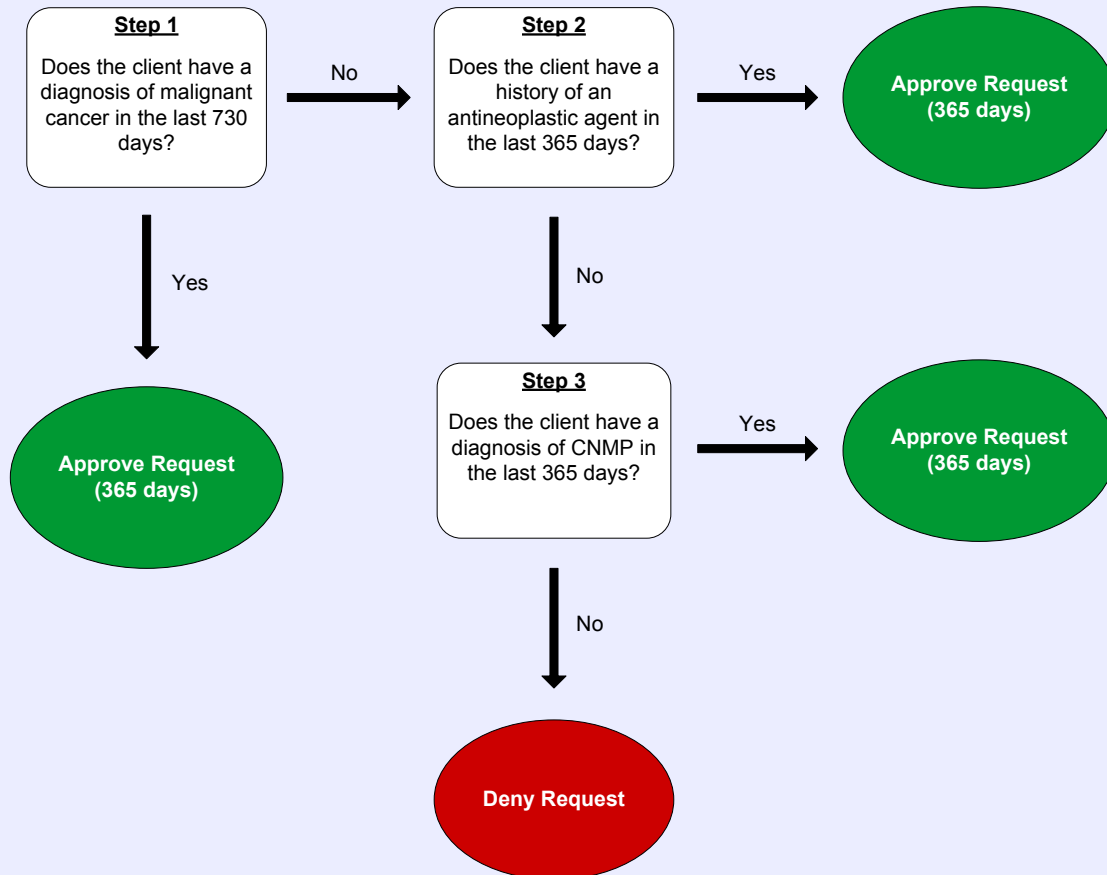 Step 1
Does the client have a
diagnosis of malignant
cancer in the last 730
days?
No
Step 2
Does the client have a
history of an
antineoplastic agent in
the last 365 days?
Yes
Approve Request
(365 days)
Yes
No
Approve Request
(365 days)
Step 3
Does the client have a
diagnosis of CNMP in
the last 365 days?
Yes
Approve Request
(365 days)
No
Deny Request